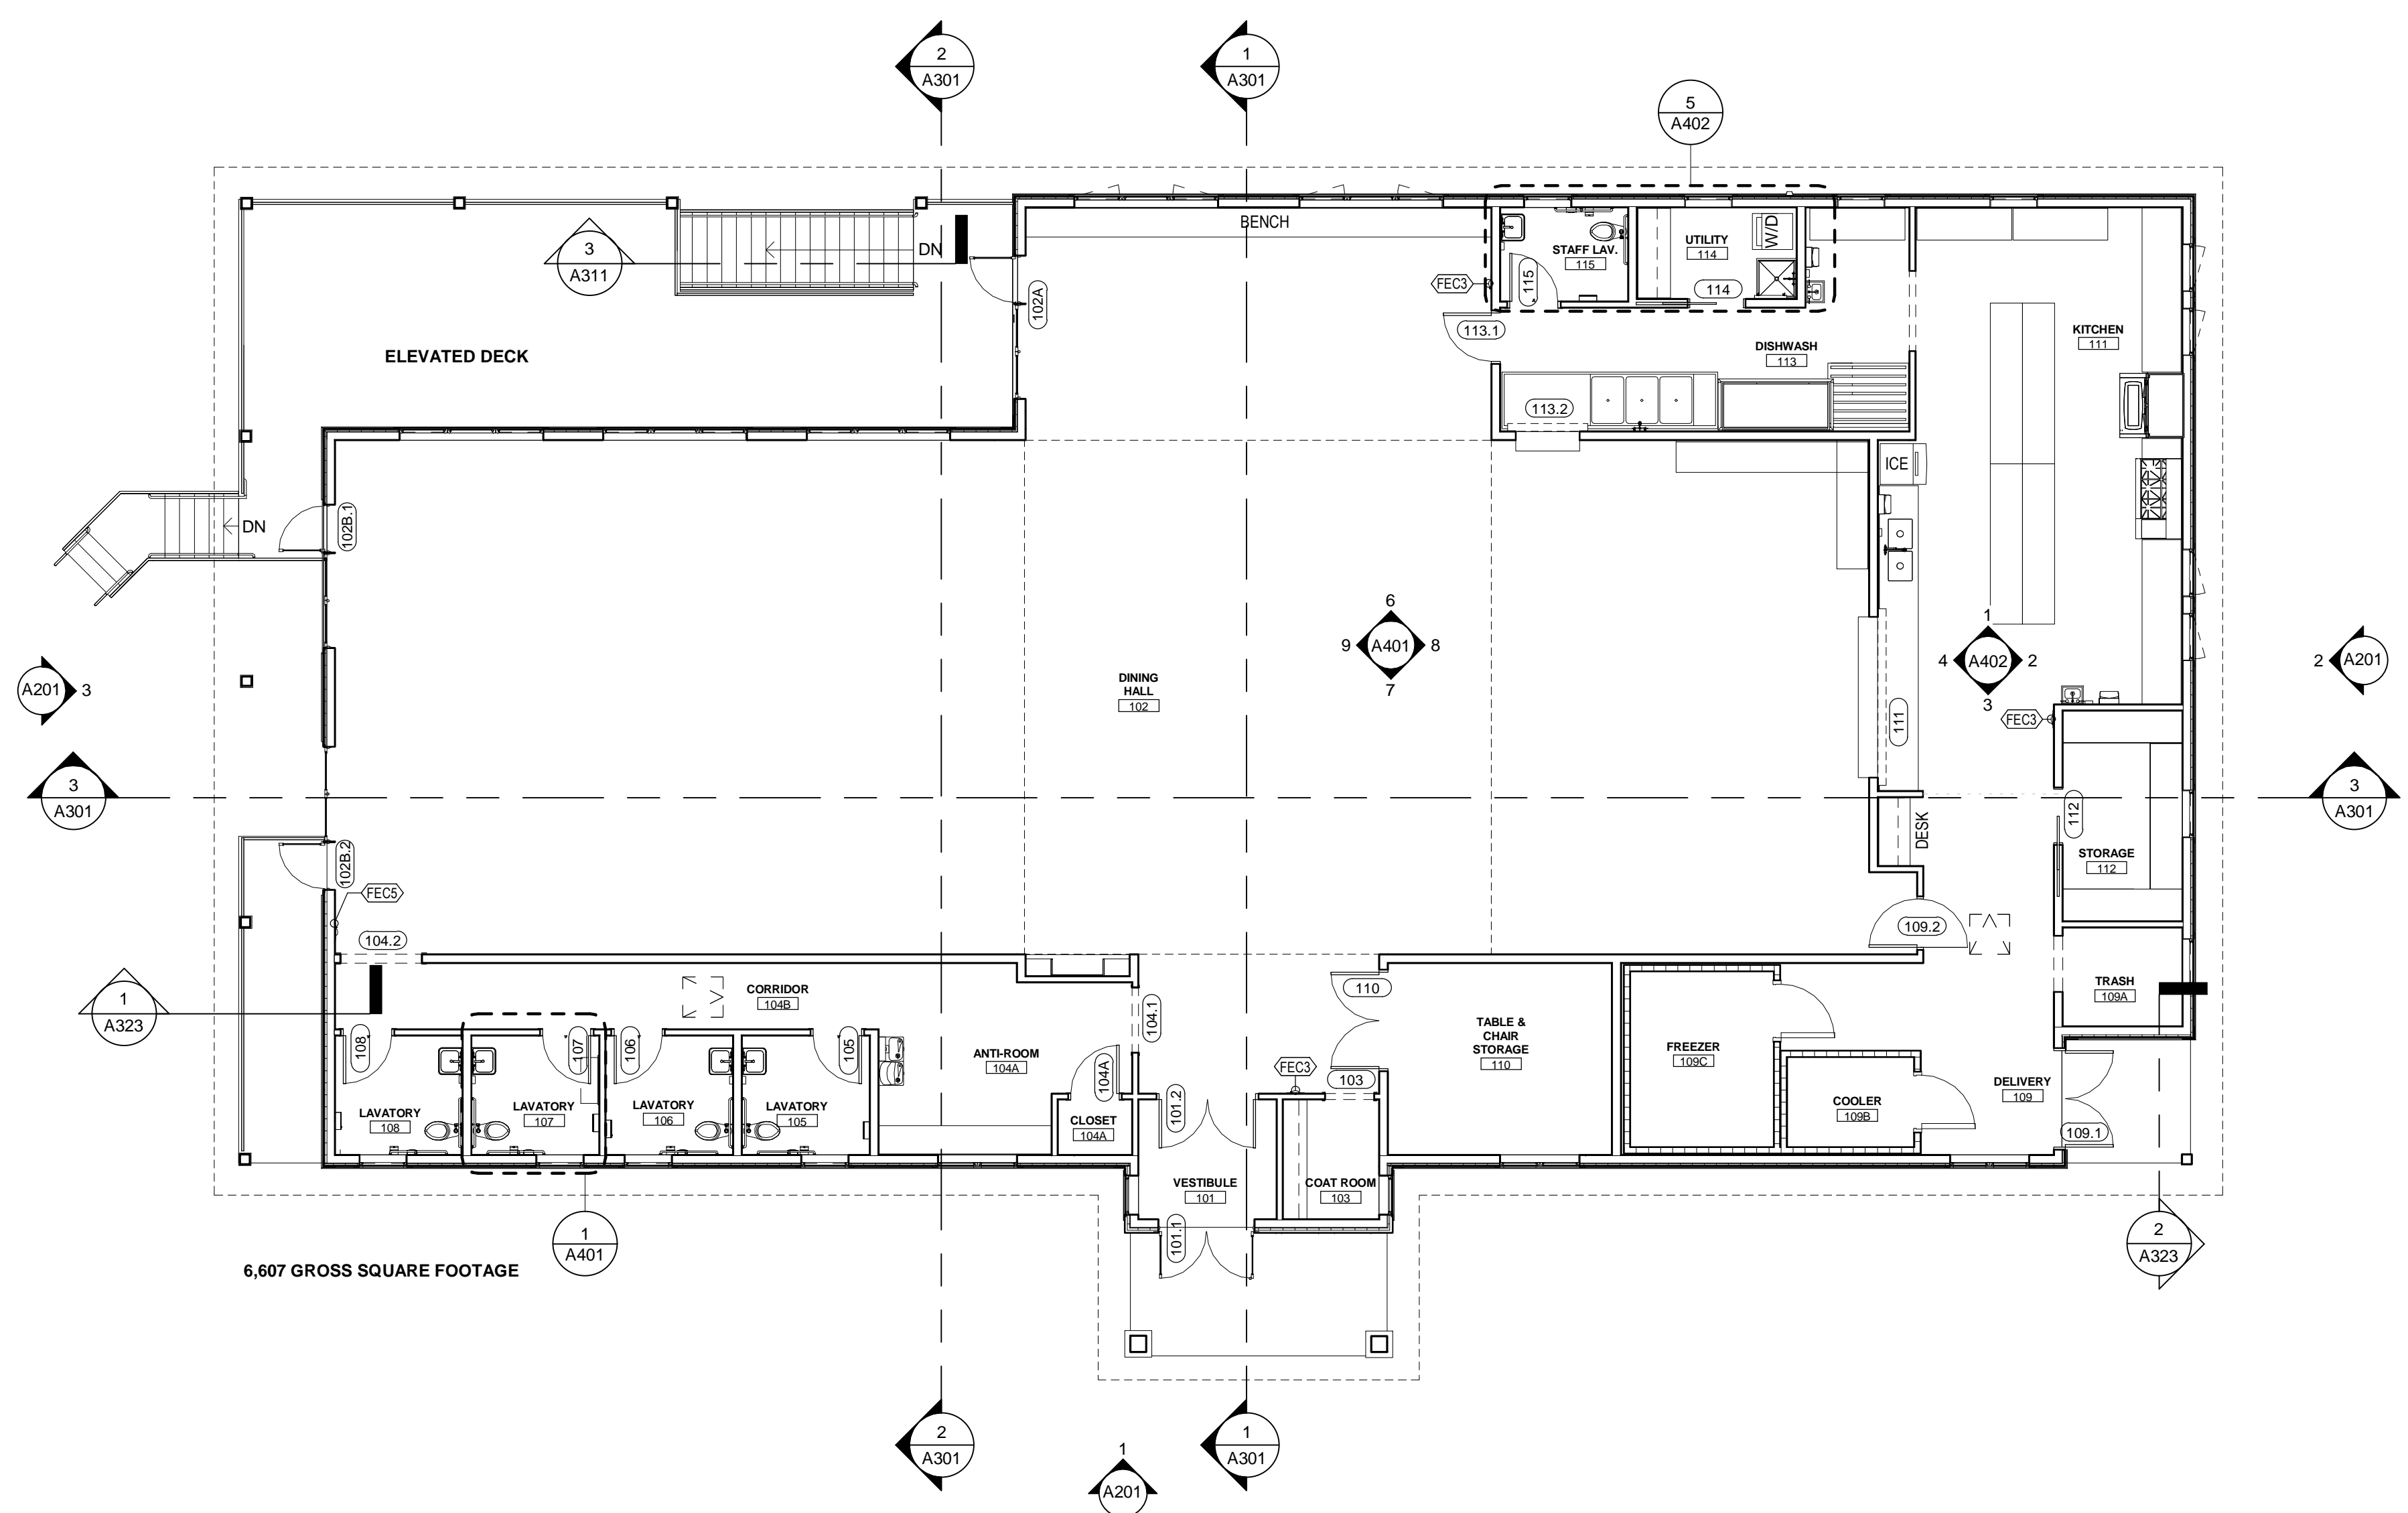 2
A301
1
A301
5
A402
BENCH
DN
3
A311
102A
FEC3
115
STAFF LAV.
115
UTILITY
114
W/D
114
113.1
ELEVATED DECK
DISHWASH
113
KITCHEN
111
113.2
ICE
DN
102B.1
6
9 A401 8
7
1
4 A402 2
3
A201 3
2 A201
DINING
HALL
102
111
FEC3
3
A301
3
A301
112
DESK
STORAGE
112
102B.2
FEC5
104.2
109.2
1
A323
CORRIDOR
104B
104.1
110
TABLE &
CHAIR
STORAGE
110
TRASH
109A
108
107
106
105
ANTI-ROOM
104A
104A
FEC3
103
FREEZER
109C
DELIVERY
109
COOLER
109B
LAVATORY
108
LAVATORY
107
LAVATORY
106
LAVATORY
105
CLOSET
104A
101.2
109.1
VESTIBULE
101
COAT ROOM
103
101.1
1
A401
2
A323
6,607 GROSS SQUARE FOOTAGE
2
A301
1
A301
1
A201